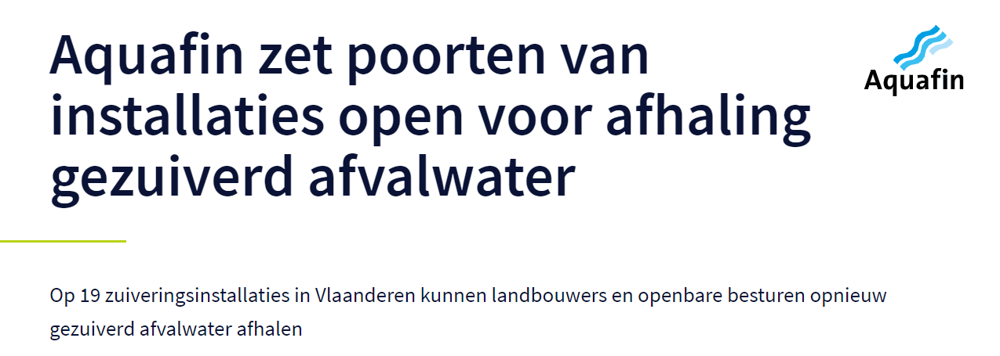 Aquafin zet poorten van
installaties open voor afhaling
gezuiverd afvalwater
Aquafin
Op 19 zuiveringsinstallaties in Vlaanderen kunnen landbouwers en openbare besturen opnieuw
gezuiverd afvalwater afhalen